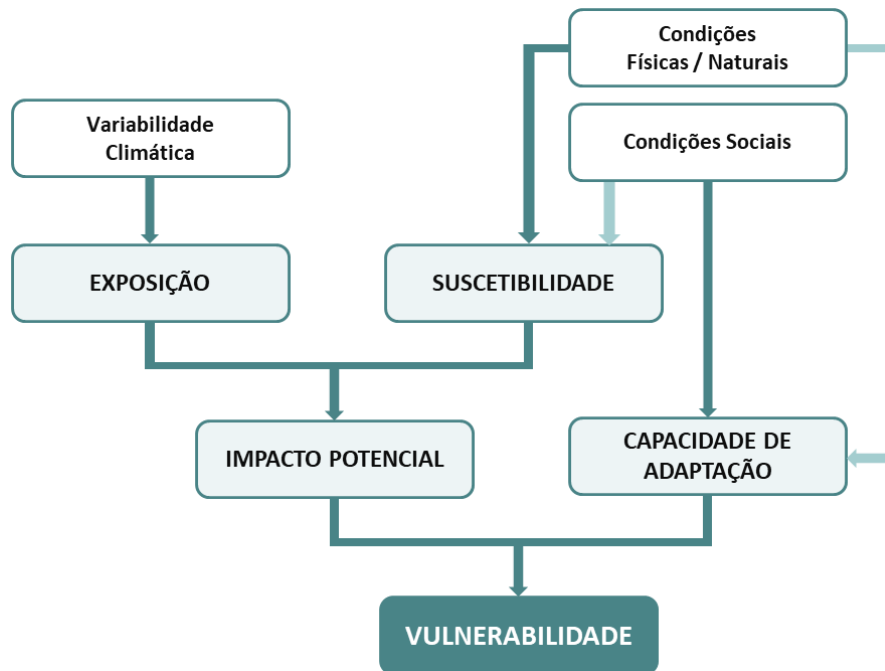 Condições
Físicas / Naturais
Variabilidade
Climática
Condições Sociais
EXPOSIÇÃO
SUSCETIBILIDADE
IMPACTO POTENCIAL
CAPACIDADE DE
ADAPTAÇÃO
VULNERABILIDADE